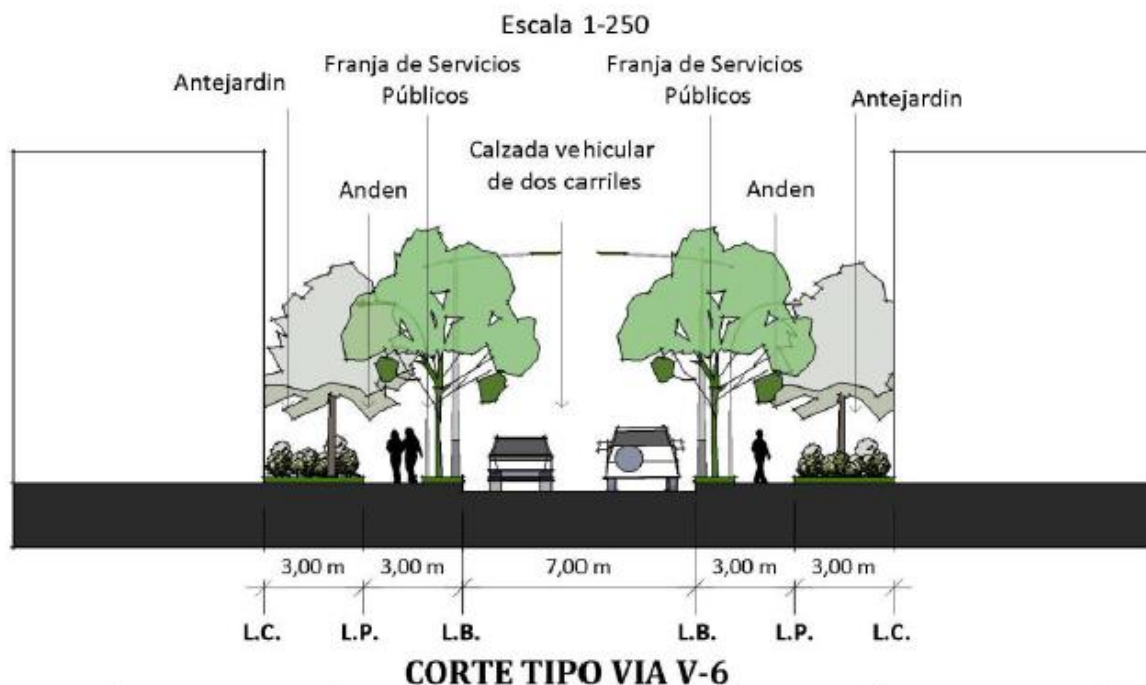 Escala 1-250
Franja de Servicios
Públicos
Franja de Servicios
Públicos
Antejardin
Antejardin
Calzada vehicular
de dos carriles
Anden
Anden
3,00 m
3,00 m
7,00 m
3,00 m
3,00 m
L.C.
L.P.
L.B.
L.B.
L.P.
L.C.
CORTE TIPO VIA V-6